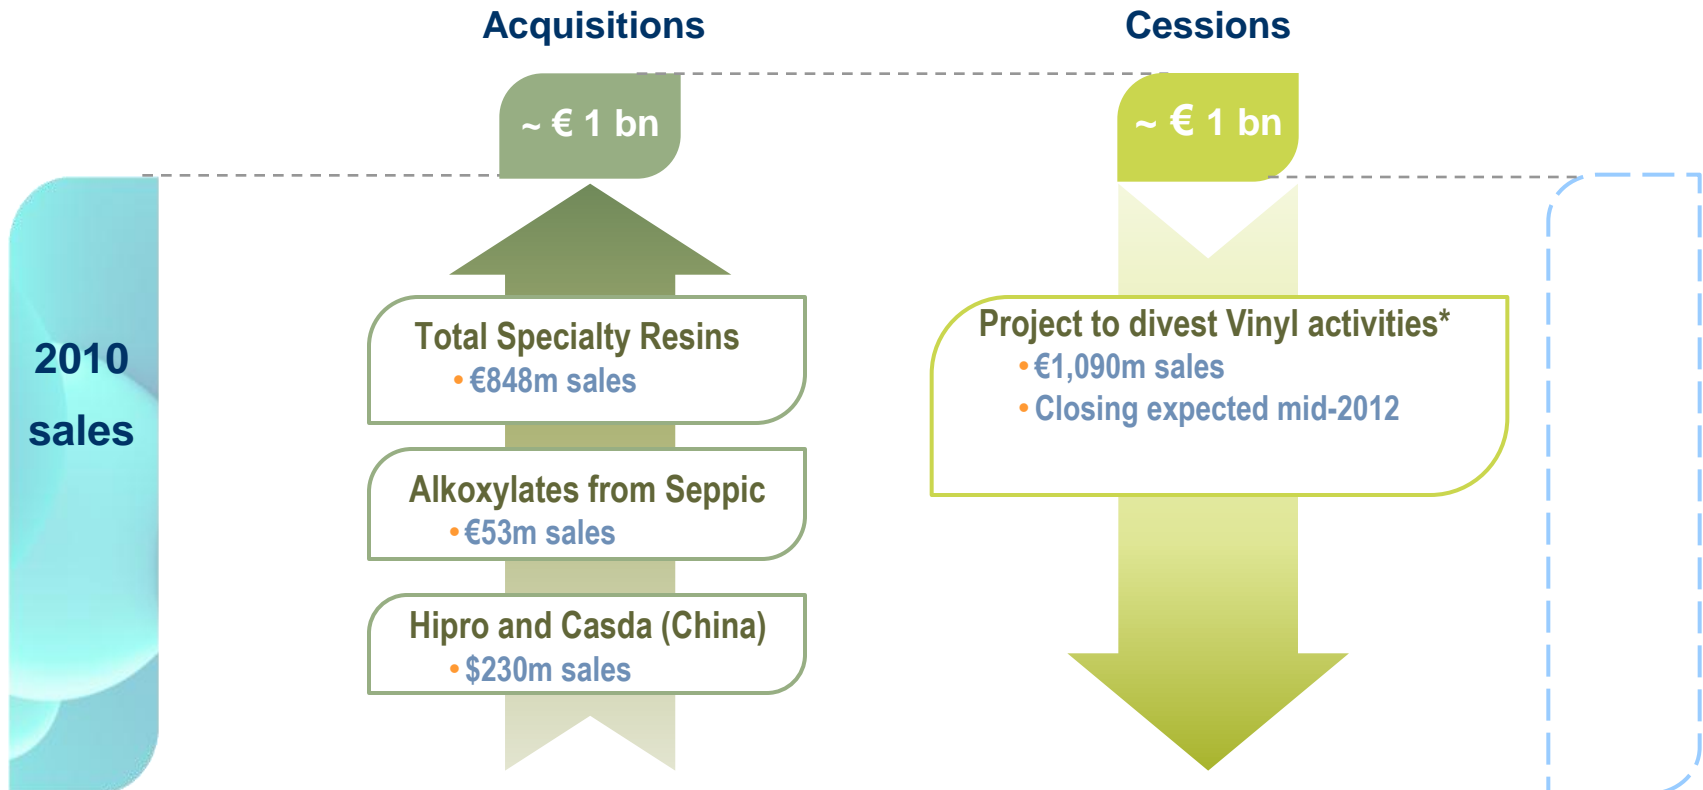 Acquisitions
Cessions
~ € 1 bn
~ € 1 bn
2010
sales
Total Specialty Resins
• €848m sales
Alkoxylates from Seppic
• €53m sales
Hipro and Casda (China)
• $230m sales
Project to divest Vinyl activities*
• €1,090m sales
• Closing expected mid-2012